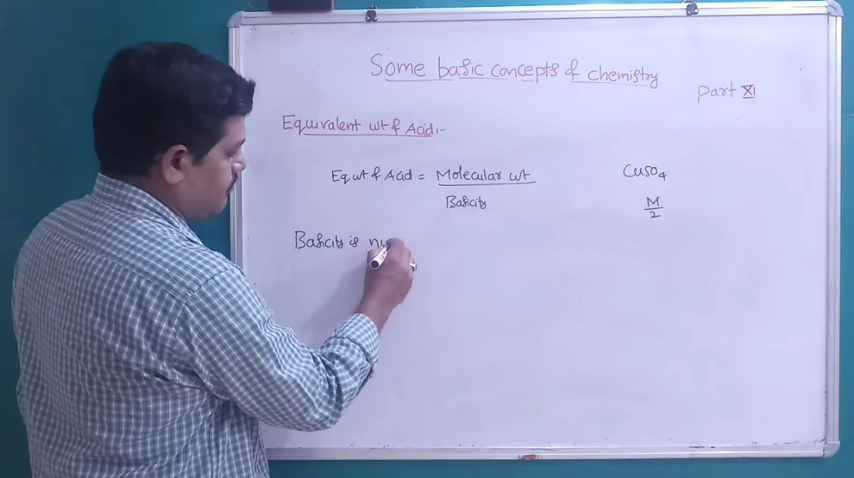 Some basic concepts of chemistry
Part XI
Equivalent wt of Acid:-
Eq wt of Acid = Molecular wt
Basicity
CuSO4
M
2
Basicity is nu